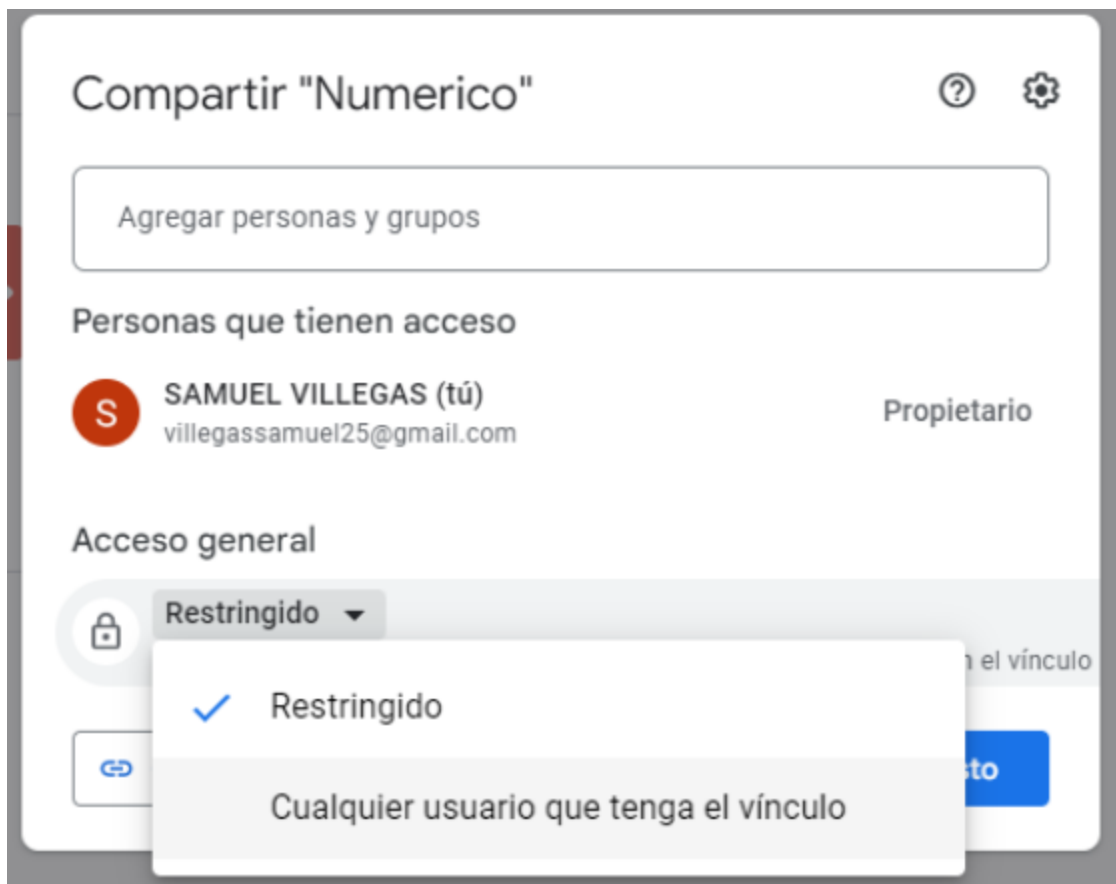 Compartir "Numerico"
Agregar personas y grupos
Personas que tienen acceso
S
SAMUEL VILLEGAS (tú)
villegassamuel25@gmail.com
Propietario
Acceso general
Restringido
el vínculo
Restringido
Cualquier usuario que tenga el vínculo